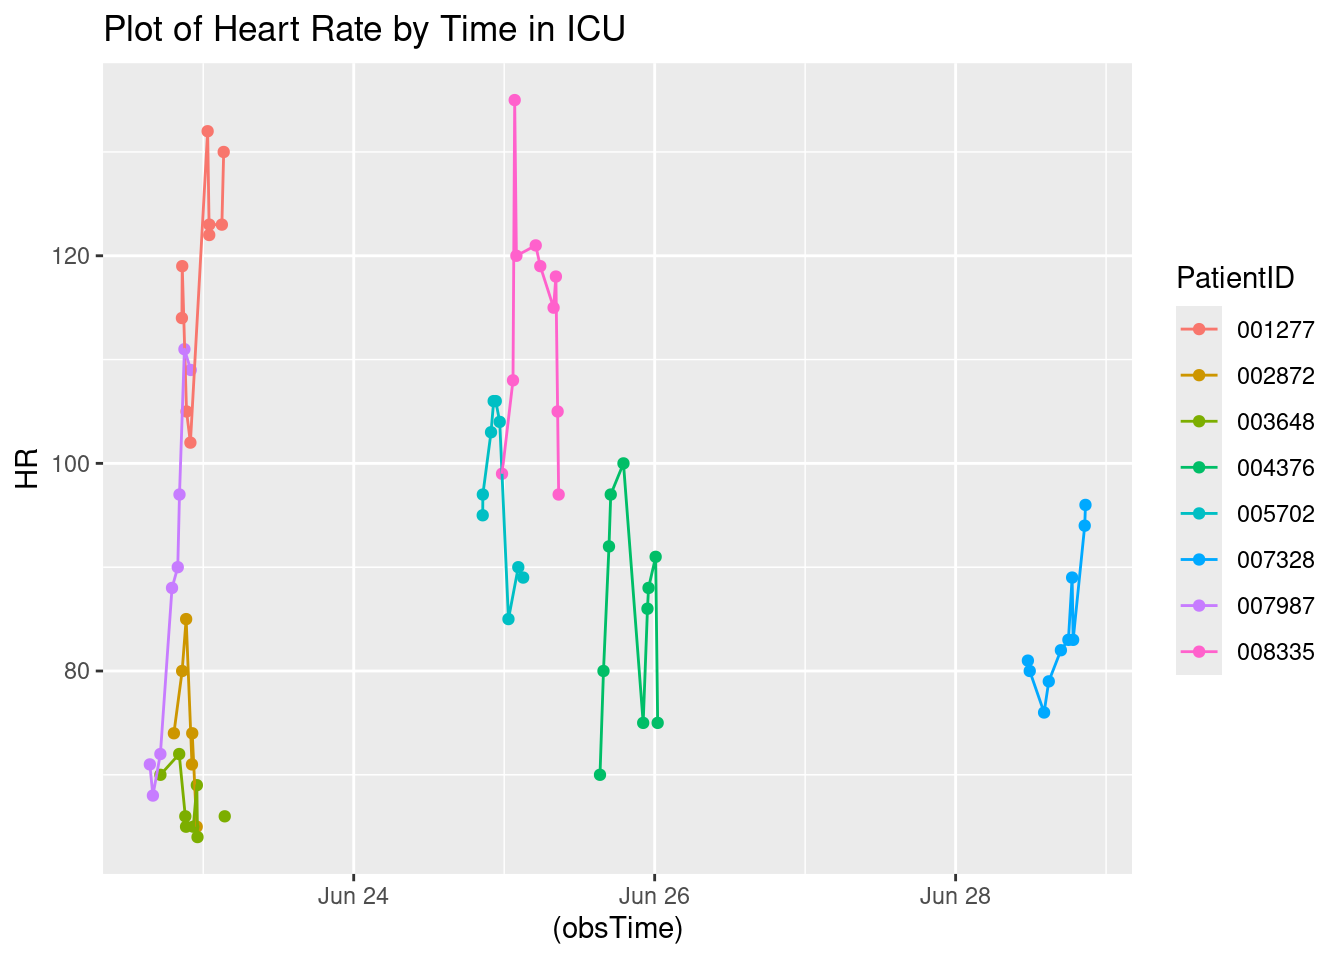 Plot of Heart Rate by Time in ICU
HR
120
100
80
Jun 24
Jun 26
Jun 28
(obsTime)
PatientID
001277
002872
003648
004376
005702
007328
007987
008335